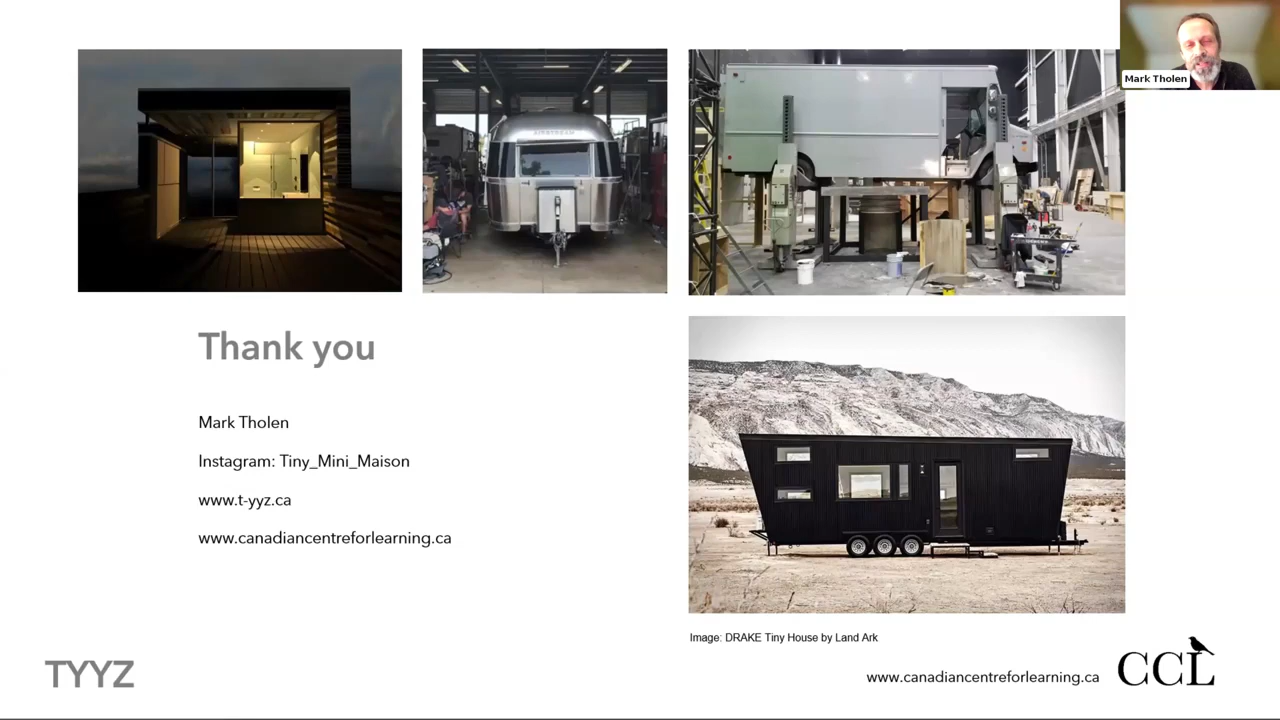 Mark Tholen
AIRSTREAM
Thank you
Mark Tholen
Instagram: Tiny_Mini_Maison
www.t-yyz.ca
www.canadiancentreforlearning.ca
Image: DRAKE Tiny House by Land Ark
TYYZ
www.canadiancentreforlearning.ca
CCL